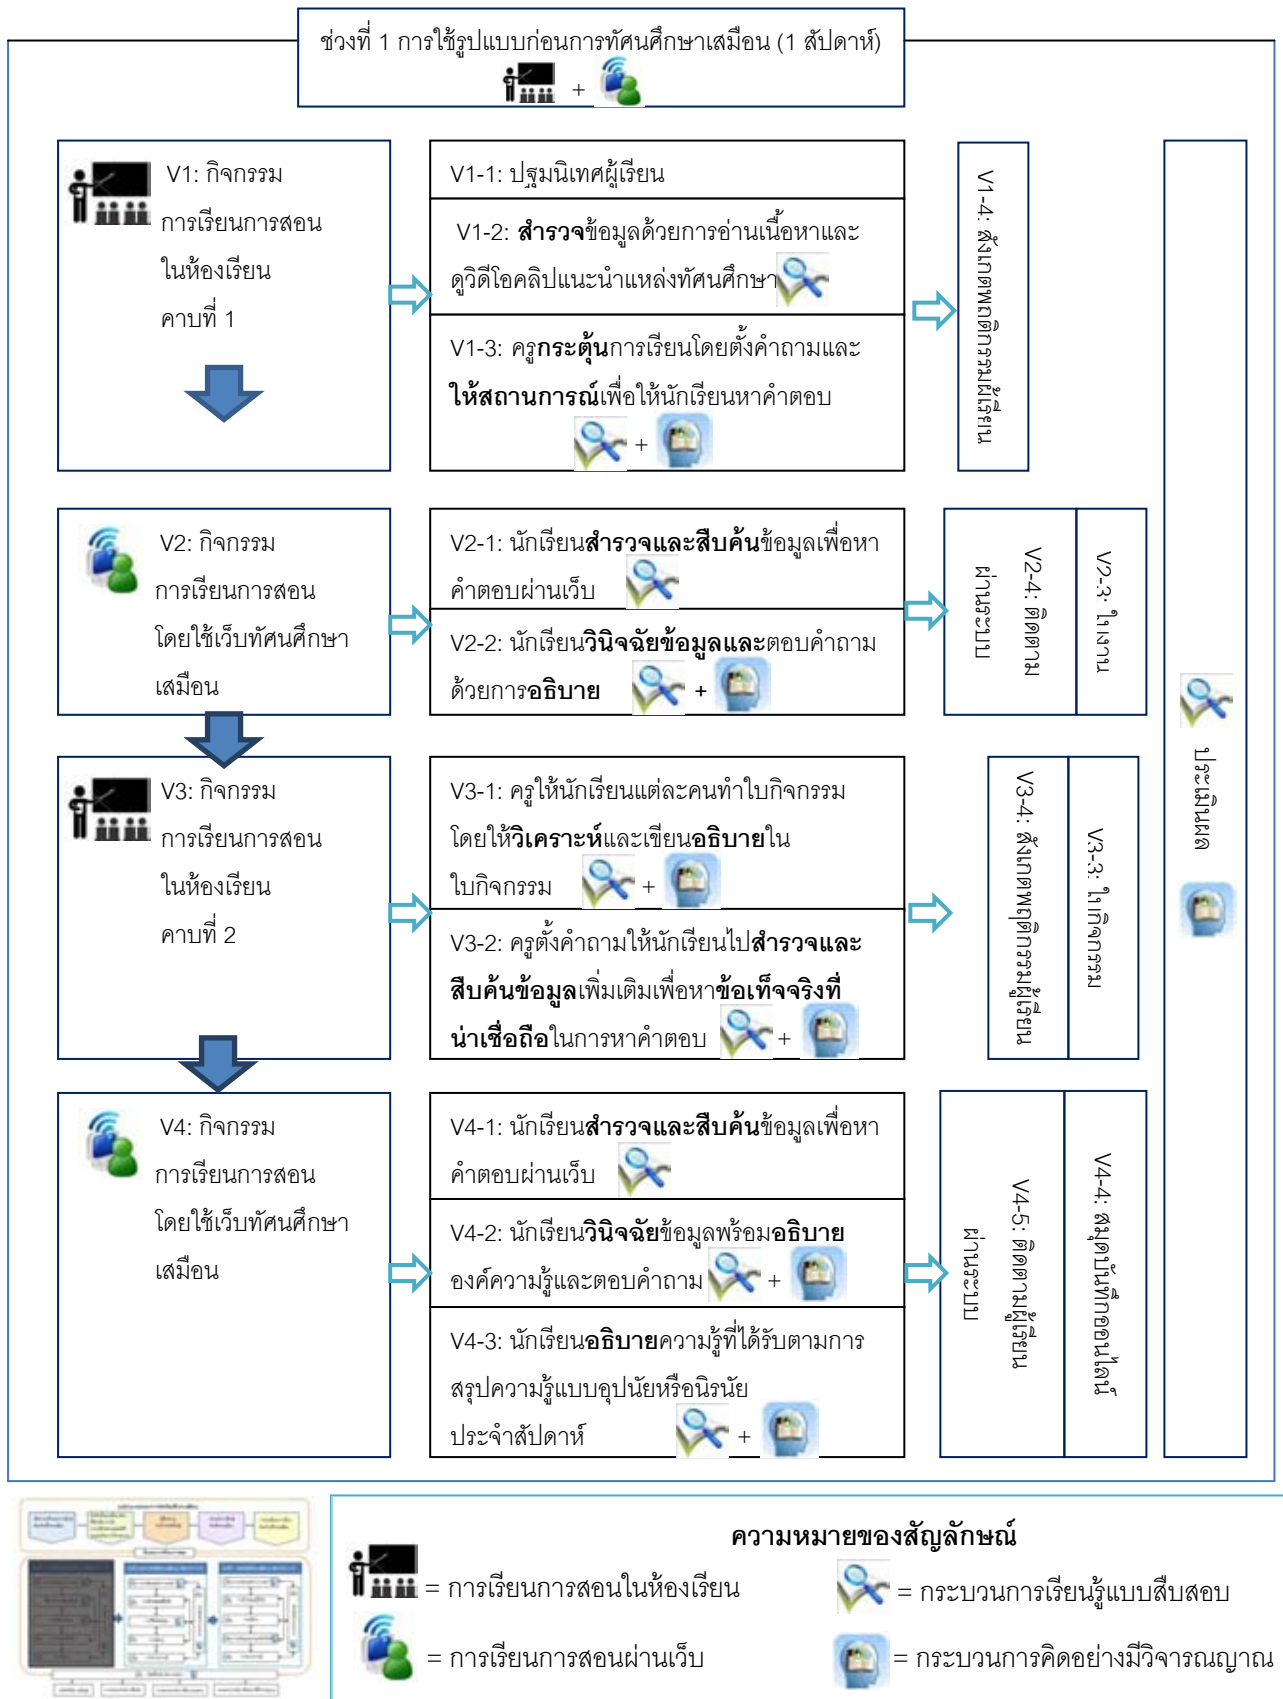 ช่วงที่ 1 การใช้รูปแบบก่อนการทัศนศึกษาเสมือน (1 สัปดาห์)
+
V1: กิจกรรม
การเรียนการสอน
ในห้องเรียน
คาบที่ 1
V1-1: ปฐมนิเทศผู้เรียน
V1-2: สำรวจข้อมูลด้วยการอ่านเนื้อหาและ
ดูวิดีโอคลิปแนะนำแหล่งทัศนศึกษา
V1-3: ครูกระตุ้นการเรียนโดยตั้งคำถามและ
ให้สถานการณ์เพื่อให้นักเรียนหาคำตอบ
+
V1-4: สังเกตพฤติกรรมผู้เรียน
V2: กิจกรรม
การเรียนการสอน
โดยใช้เว็บทัศนศึกษา
เสมือน
V2-1: นักเรียนสำรวจและสืบค้นข้อมูลเพื่อหา
คำตอบผ่านเว็บ
V2-2: นักเรียนวินิจฉัยข้อมูลและตอบคำถาม
ด้วยการอธิบาย +
V2-3: ใบงาน
V2-4: ติดตาม
ผ่านระบบ
V3: กิจกรรม
การเรียนการสอน
ในห้องเรียน
คาบที่ 2
V3-1: ครูให้นักเรียนแต่ละคนทำใบกิจกรรม
โดยให้วิเคราะห์และเขียนอธิบายใน
ใบกิจกรรม +
V3-2: ครูตั้งคำถามให้นักเรียนไปสำรวจและ
สืบค้นข้อมูลเพิ่มเติมเพื่อหาข้อเท็จจริงที่
น่าเชื่อถือในการหาคำตอบ +
V3-3: ใบกิจกรรม
V3-4: สังเกตพฤติกรรมผู้เรียน
V4: กิจกรรม
การเรียนการสอน
โดยใช้เว็บทัศนศึกษา
เสมือน
V4-1: นักเรียนสำรวจและสืบค้นข้อมูลเพื่อหา
คำตอบผ่านเว็บ
V4-2: นักเรียนวินิจฉัยข้อมูลพร้อมอธิบาย
องค์ความรู้และตอบคำถาม +
V4-3: นักเรียนอธิบายความรู้ที่ได้รับตามการ
สรุปความรู้แบบอุปนัยหรือนิรนัย
ประจำสัปดาห์ +
V4-4: สมุดบันทึกออนไลน์
V4-5: ติดตามผู้เรียน
ผ่านระบบ
ประเมินผล
ความหมายของสัญลักษณ์
= การเรียนการสอนในห้องเรียน
= กระบวนการเรียนรู้แบบสืบสอบ
= การเรียนการสอนผ่านเว็บ
= กระบวนการคิดอย่างมีวิจารณญาณ